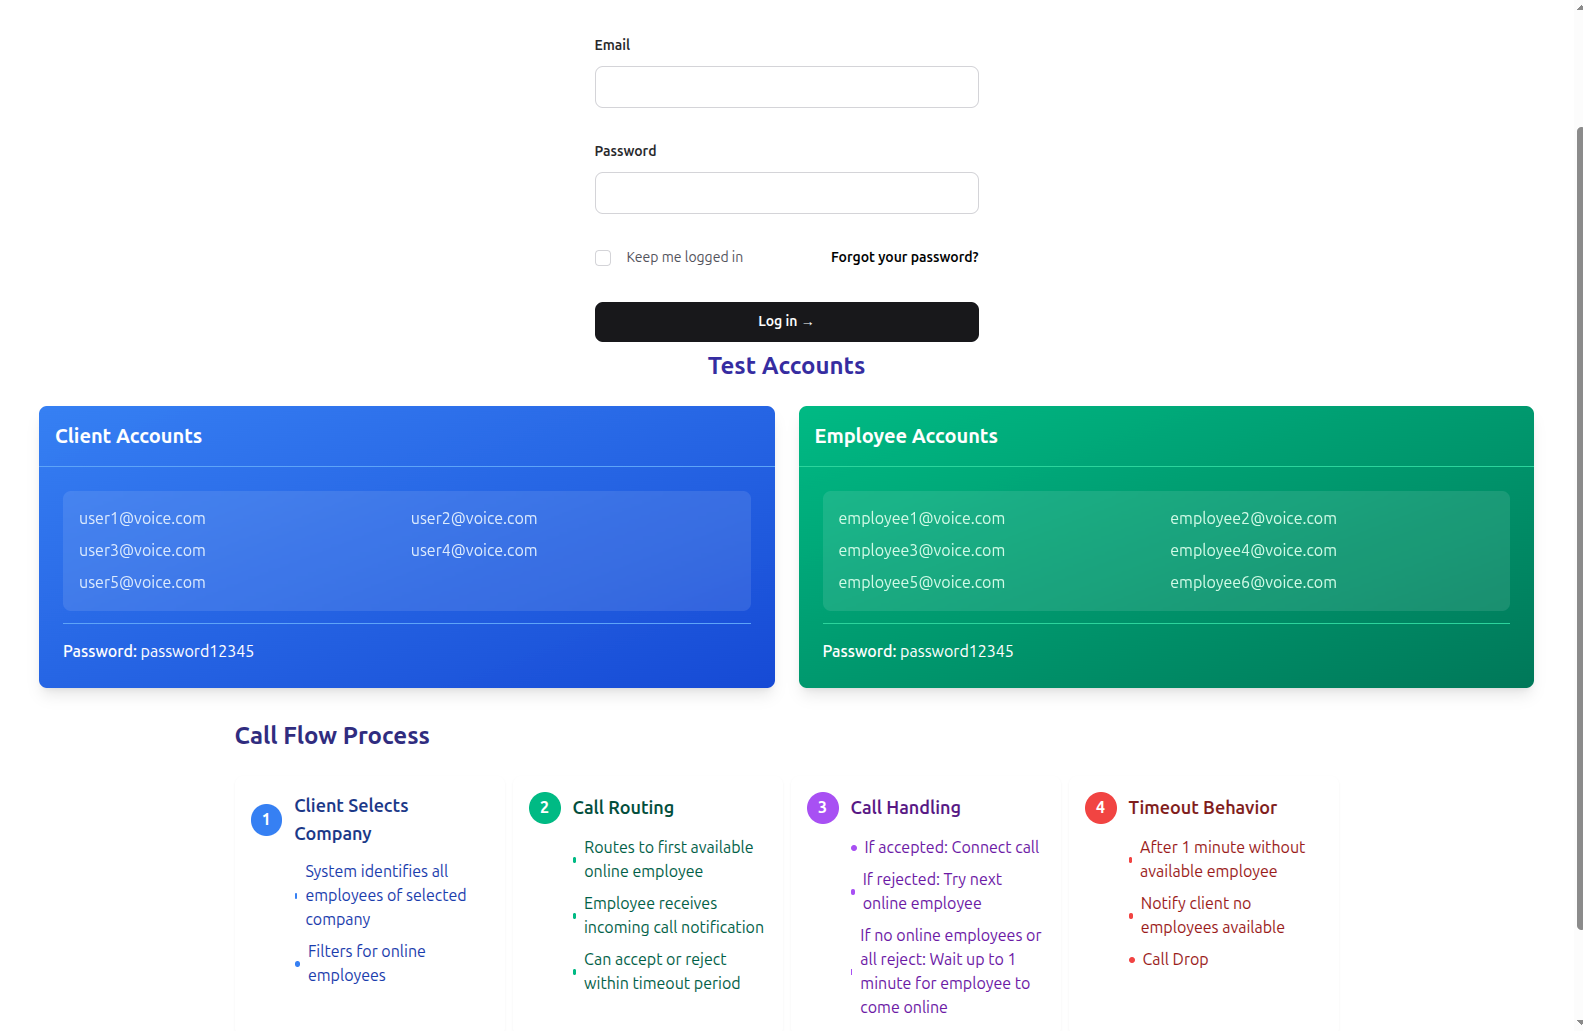 Email
Password
Keep me logged in
Forgot your password?
Log in →
Test Accounts
Client Accounts
user1@voice.com
user2@voice.com
user3@voice.com
user4@voice.com
user5@voice.com
Password: password12345
Employee Accounts
employee1@voice.com
employee2@voice.com
employee3@voice.com
employee4@voice.com
employee5@voice.com
employee6@voice.com
Password: password12345
Call Flow Process
1
Client Selects
Company
System identifies all
employees of selected
company
Filters for online
employees
2
Call Routing
Routes to first available
online employee
Employee receives
incoming call notification
Can accept or reject
within timeout period
3
Call Handling
If accepted: Connect call
If rejected: Try next
online employee
If no online employees or
all reject: Wait up to 1
minute for employee to
come online
4
Timeout Behavior
After 1 minute without
available employee
Notify client no
employees available
Call Drop